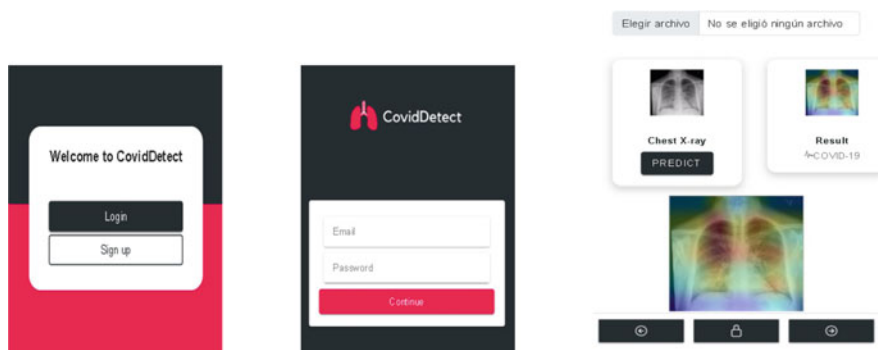 Welcome to CovidDetect
Login
Sign up
CovidDetect
Email
Password
Continue
Elegir archivo No se eligió ningún archivo
Chest X-ray
PREDICT
Result
COVID-19